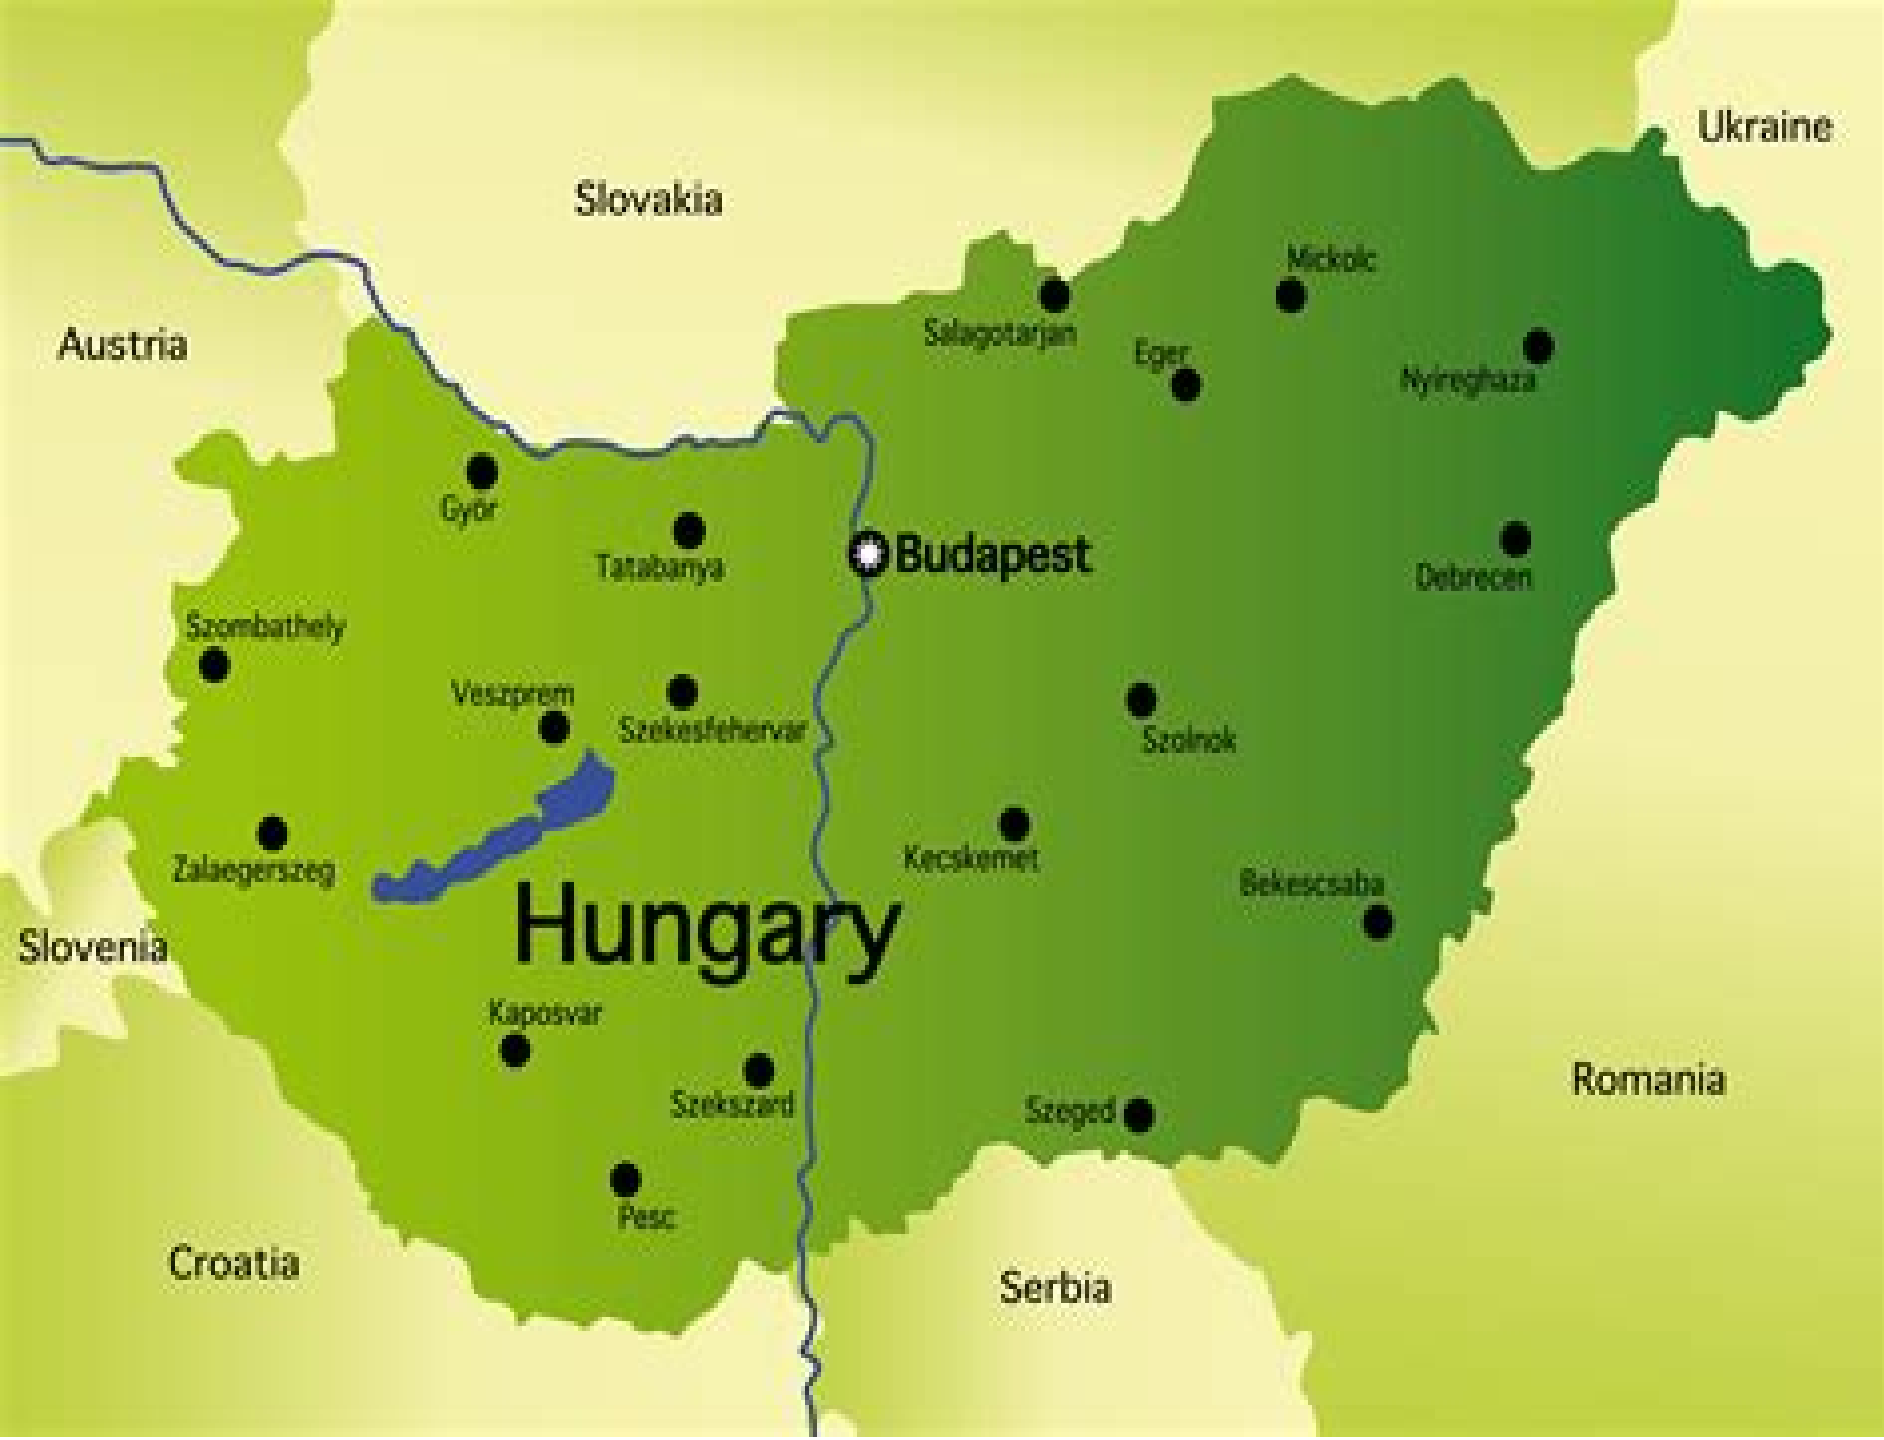 Ukraine
Slovakia
Mickolc
Salagotarjan
Austria
Eger
Nyireghaza
Györ
Budapest
Tatabanya
Debrecen
Szombathely
Veszprem
Szekesfehervar
Szolnok
Kecskemet
Zalaegerszeg
Bekescsaba
Hungary
Slovenia
Kaposvar
Romania
Szekszard
Szeged
Pesc
Croatia
Serbia